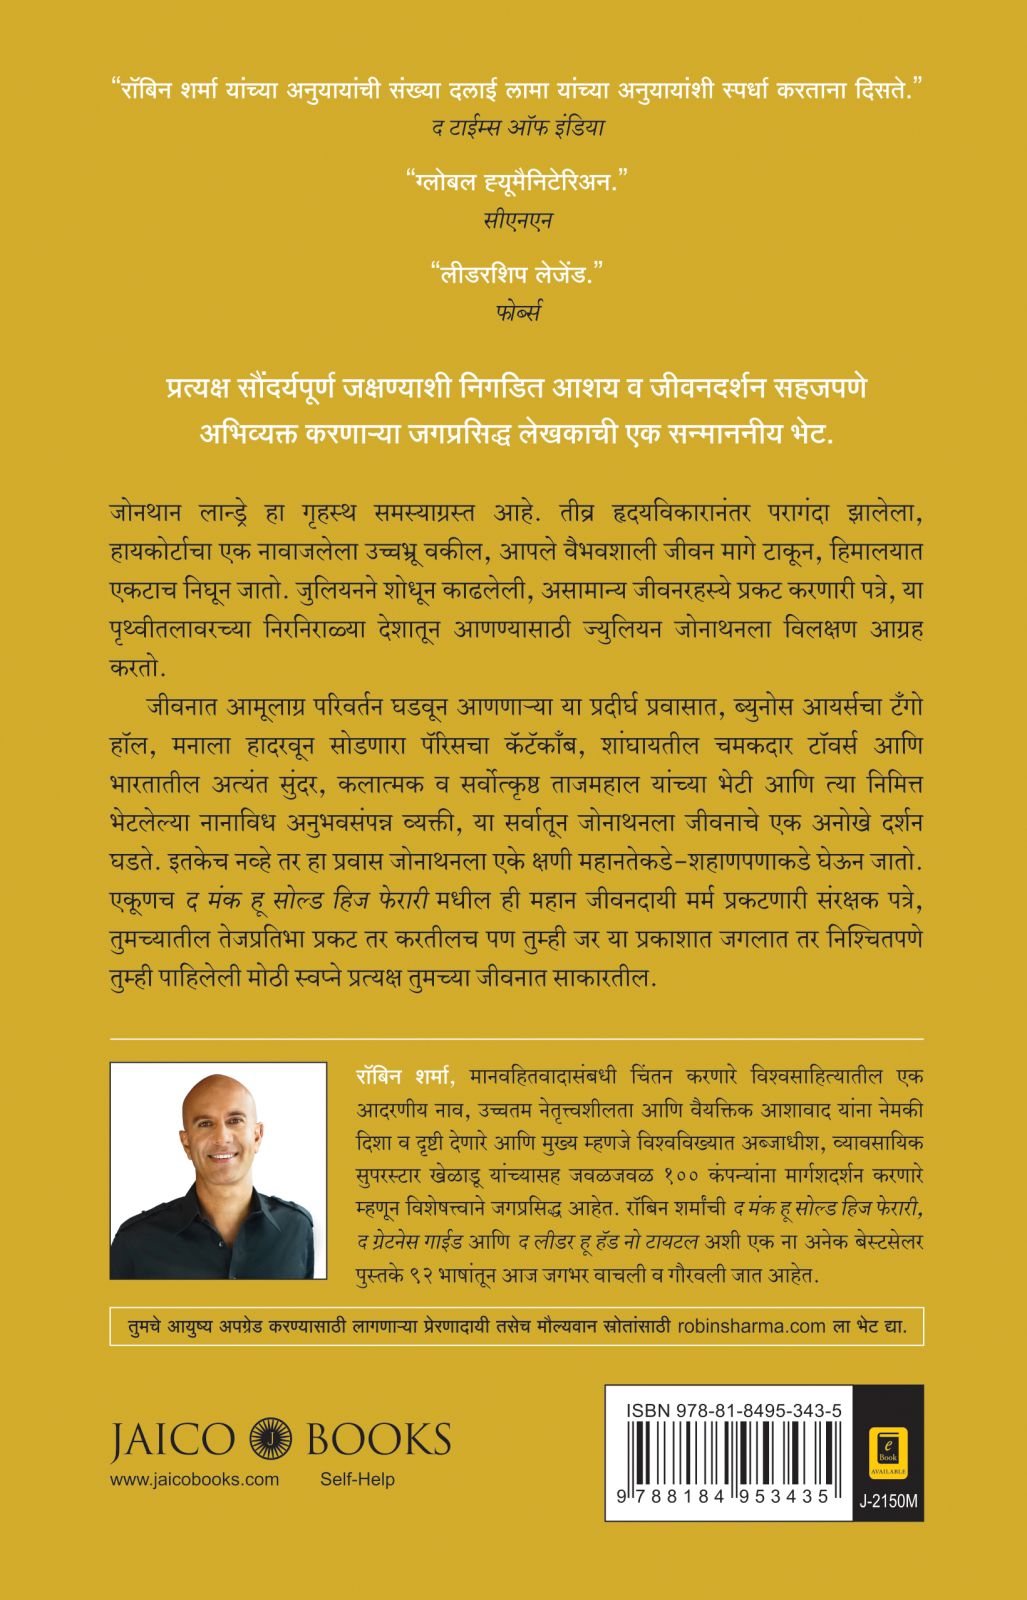 “रॉबिन शर्मा यांच्या अनुयायांची संख्या दलाई लामा यांच्या अनुयायांशी स्पर्धा करताना दिसते.”
द टाईम्स ऑफ इंडिया
“ग्लोबल ह्यूमैनिटेरिअन.”
सीएनएन
“लीडरशिप लेजेंड.”
फोर्ब्स
प्रत्यक्ष सौंदर्यपूर्ण जक्षण्याशी निगडित आशय व जीवनदर्शन सहजपणे
अभिव्यक्त करणाऱ्या जगप्रसिद्ध लेखकाची एक सन्माननीय भेट.
जोनथान लान्ड्रे हा गृहस्थ समस्याग्रस्त आहे. तीव्र हृदयविकारानंतर परागंदा झालेला,
हायकोर्टाचा एक नावाजलेला उच्चभ्रू वकील, आपले वैभवशाली जीवन मागे टाकून, हिमालयात
एकटाच निघून जातो. जुलियनने शोधून काढलेली, असामान्य जीवनरहस्ये प्रकट करणारी पत्रे, या
पृथ्वीतलावरच्या निरनिराळ्या देशातून आणण्यासाठी ज्युलियन जोनाथनला विलक्षण आग्रह
करतो.
जीवनात आमूलाग्र परिवर्तन घडवून आणणाऱ्या या प्रदीर्घ प्रवासात, ब्युनोस आयर्सचा टँगो
हॉल, मनाला हादरवून सोडणारा पॅरिसचा कॅटॅकाँब, शांघायतील चमकदार टॉवर्स आणि
भारतातील अत्यंत सुंदर, कलात्मक व सर्वोत्कृष्ठ ताजमहाल यांच्या भेटी आणि त्या निमित्त
भेटलेल्या नानाविध अनुभवसंपन्न व्यक्ती, या सर्वातून जोनाथनला जीवनाचे एक अनोखे दर्शन
घडते. इतकेच नव्हे तर हा प्रवास जोनाथनला एके क्षणी महानतेकडे-शहाणपणाकडे घेऊन जातो.
एकूणच द मंक हू सोल्ड हिज फेरारी मधील ही महान जीवनदायी मर्म प्रकटणारी संरक्षक पत्रे,
तुमच्यातील तेजप्रतिभा प्रकट तर करतीलच पण तुम्ही जर या प्रकाशात जगलात तर निश्चितपणे
तुम्ही पाहिलेली मोठी स्वप्ने प्रत्यक्ष तुमच्या जीवनात साकारतील.
रॉबिन शर्मा, मानवहितवादासंबधी चिंतन करणारे विश्वसाहित्यातील एक
आदरणीय नाव, उच्चतम नेतृत्त्वशीलता आणि वैयक्तिक आशावाद यांना नेमकी
दिशा व दृष्टी देणारे आणि मुख्य म्हणजे विश्वविख्यात अब्जाधीश, व्यावसायिक
सुपरस्टार खेळाडू यांच्यासह जवळजवळ १०० कंपन्यांना मार्गशदर्शन करणारे
म्हणून विशेषत्त्वाने जगप्रसिद्ध आहेत. रॉबिन शर्मांची द मंक हू सोल्ड हिज फेरारी,
द ग्रेटनेस गाईड आणि द लीडर हू हॅड नो टायटल अशी एक ना अनेक बेस्टसेलर
पुस्तके ९२ भाषांतून आज जगभर वाचली व गौरवली जात आहेत.
तुमचे आयुष्य अपग्रेड करण्यासाठी लागणाऱ्या प्रेरणादायी तसेच मौल्यवान स्रोतांसाठी robinsharma.com ला भेट द्या.
JAICO J BOOKS
www.jaicobooks.com Self-Help
ISBN 978-81-8495-343-5
9 788184 953435
e
Book
AVAILABLE
J-2150M